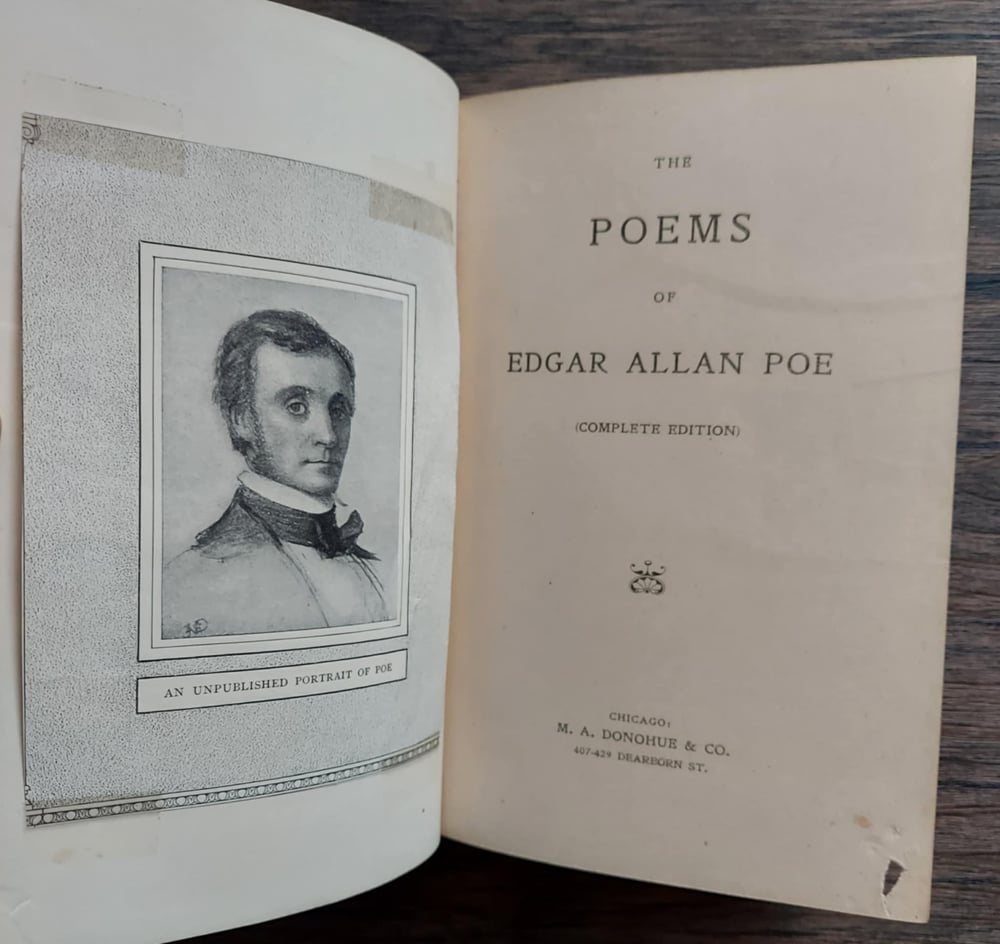 AN UNPUBLISHED PORTRAIT OF POE
THE
POEMS
OF
EDGAR ALLAN POE
(COMPLETE EDITION)
CHICAGO:
M. A. DONOHUE & CO.
407-429 DEARBORN ST.